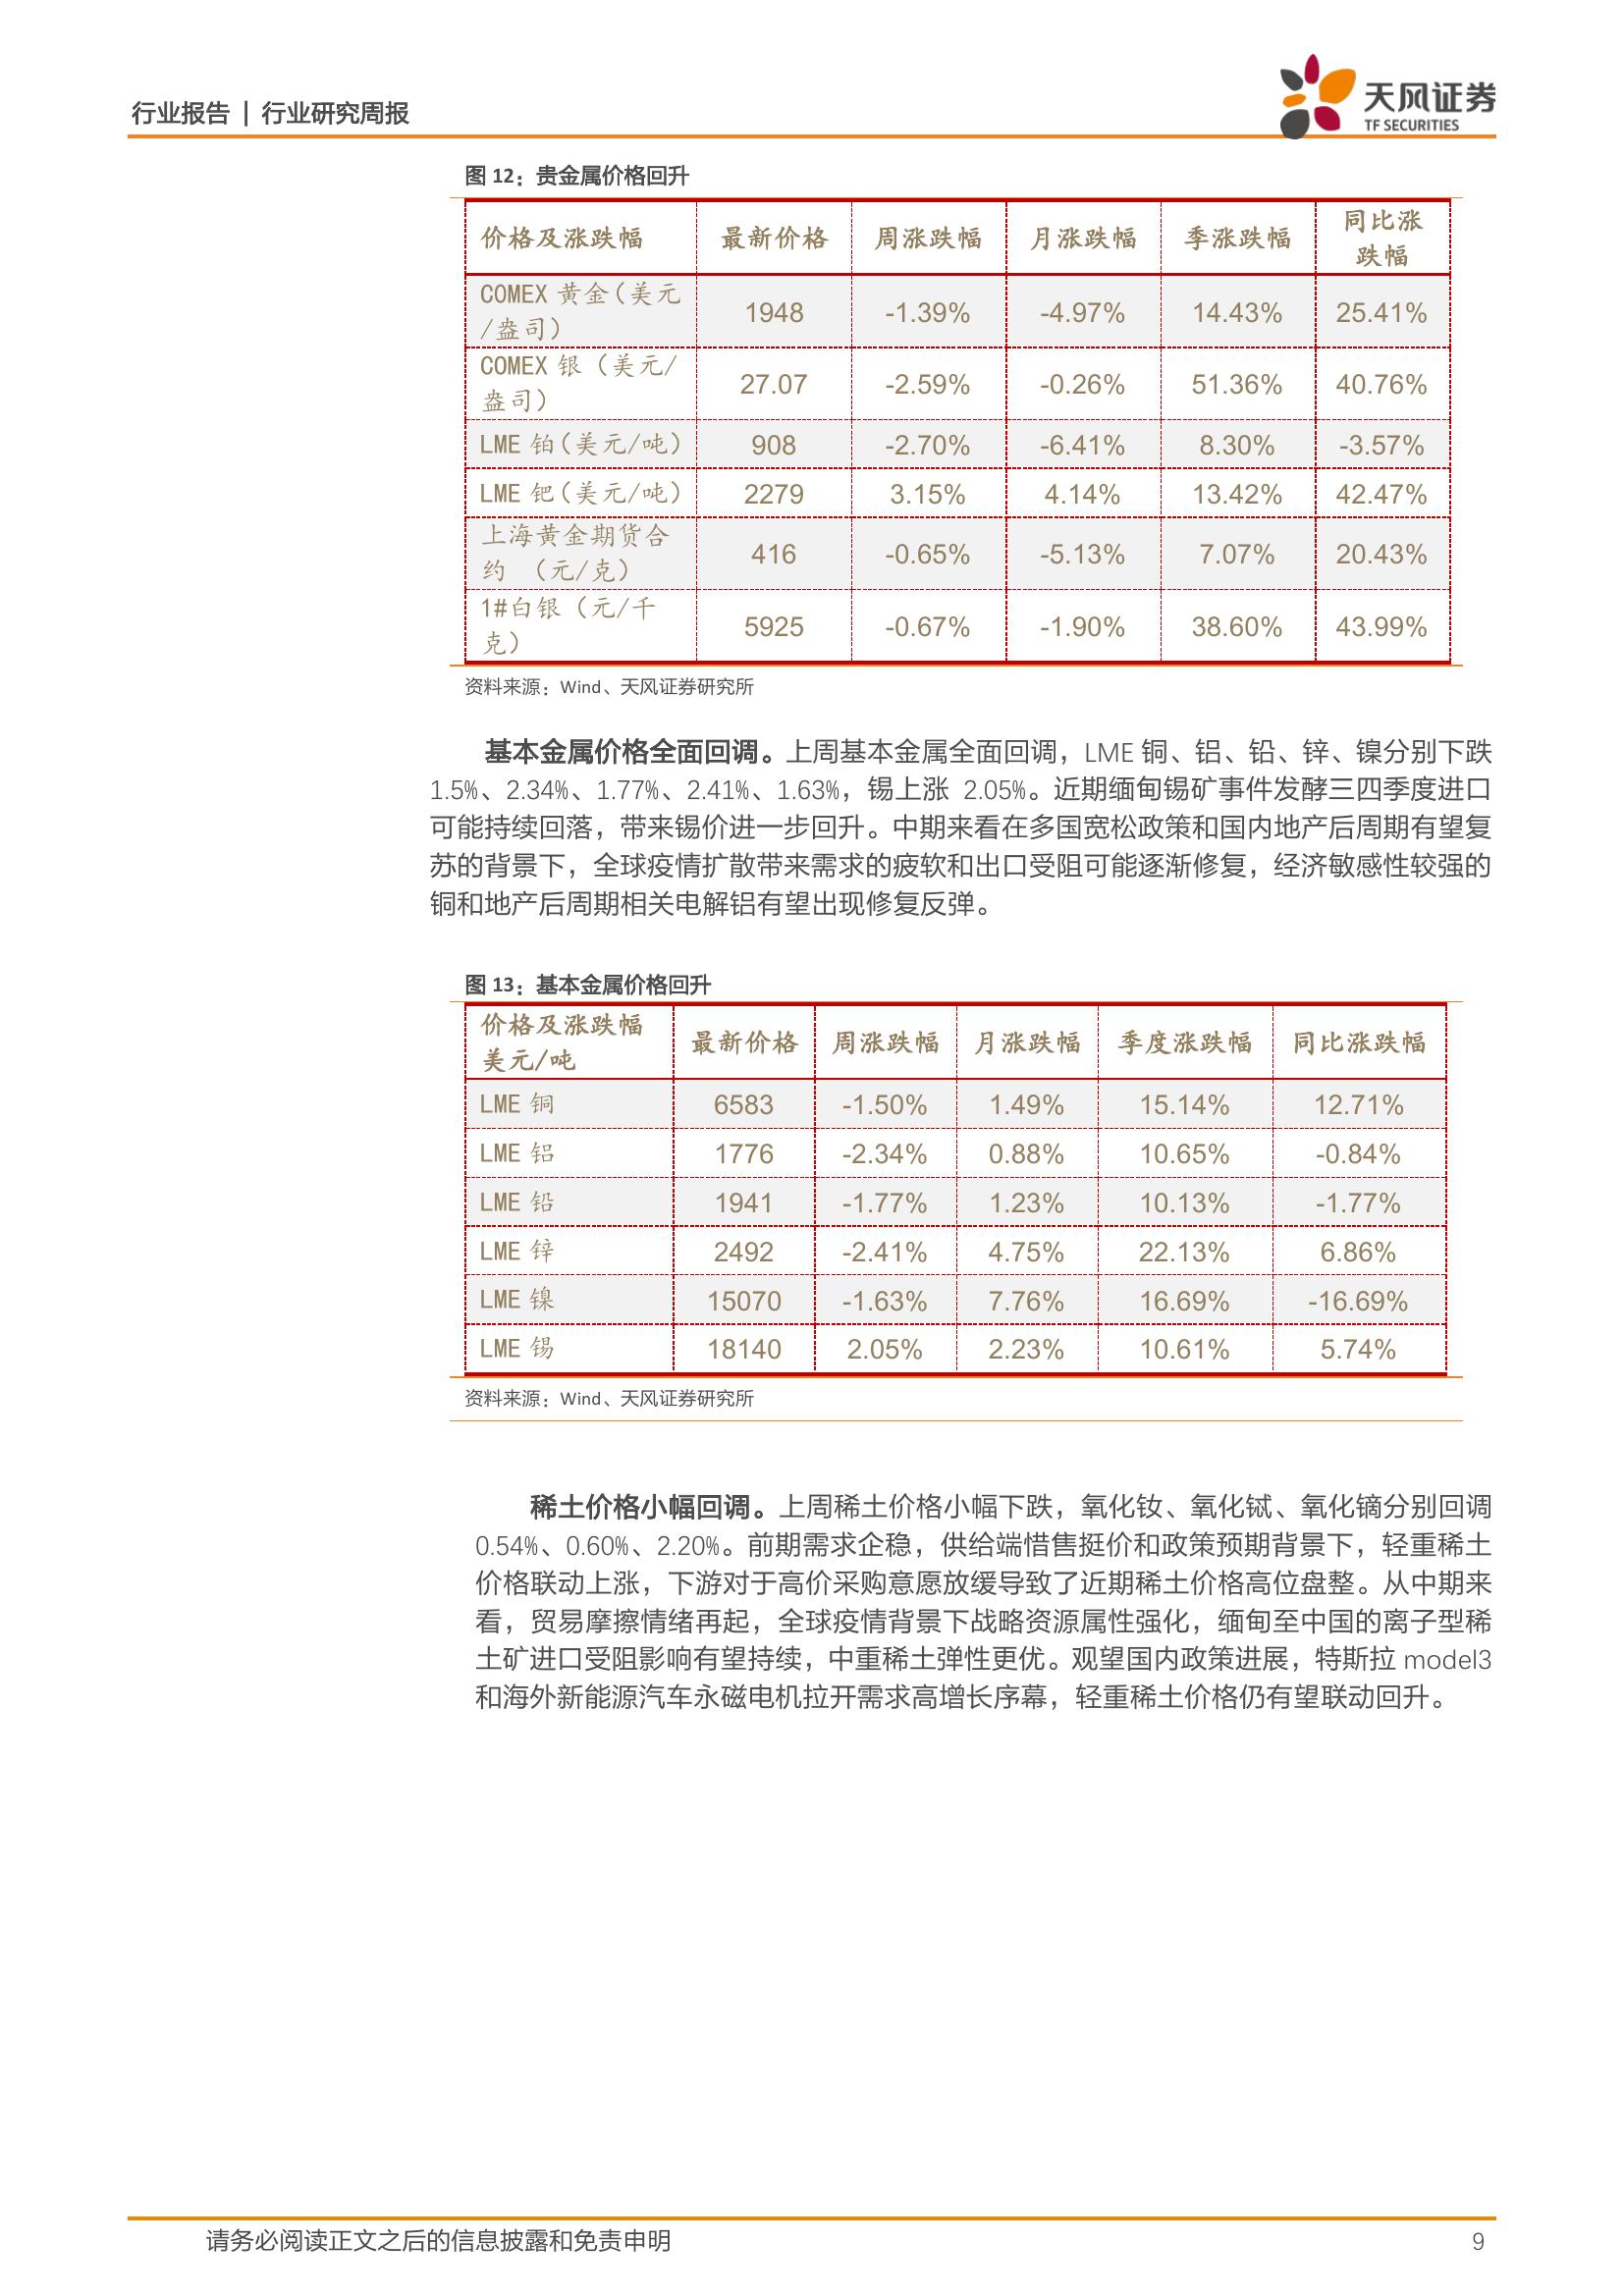 行业报告 | 行业研究周报
天风证券
TF SECURITIES
图 12：贵金属价格回升
价格及涨跌幅 最新价格 周涨跌幅 月涨跌幅 季涨跌幅 同比涨
跌幅
COMEX 黄金(美元
/盎司) 1948 -1.39% -4.97% 14.43% 25.41%
COMEX 银（美元/
盎司） 27.07 -2.59% -0.26% 51.36% 40.76%
LME 铂(美元/吨) 908 -2.70% -6.41% 8.30% -3.57%
LME 钯(美元/吨) 2279 3.15% 4.14% 13.42% 42.47%
上海黄金期货合
约 （元/克） 416 -0.65% -5.13% 7.07% 20.43%
1#白银（元/千
克） 5925 -0.67% -1.90% 38.60% 43.99%
资料来源：Wind、天风证券研究所
基本金属价格全面回调。上周基本金属全面回调，LME 铜、铝、铅、锌、镍分别下跌
1.5%、2.34%、1.77%、2.41%、1.63%，锡上涨 2.05%。近期缅甸锡矿事件发酵三四季度进口
可能持续回落，带来锡价进一步回升。中期来看在多国宽松政策和国内地产后周期有望复
苏的背景下，全球疫情扩散带来需求的疲软和出口受阻可能逐渐修复，经济敏感性较强的
铜和地产后周期相关电解铝有望出现修复反弹。
图 13：基本金属价格回升
价格及涨跌幅
美元/吨 最新价格 周涨跌幅 月涨跌幅 季度涨跌幅 同比涨跌幅
LME 铜 6583 -1.50% 1.49% 15.14% 12.71%
LME 铝 1776 -2.34% 0.88% 10.65% -0.84%
LME 铅 1941 -1.77% 1.23% 10.13% -1.77%
LME 锌 2492 -2.41% 4.75% 22.13% 6.86%
LME 镍 15070 -1.63% 7.76% 16.69% -16.69%
LME 锡 18140 2.05% 2.23% 10.61% 5.74%
资料来源：Wind、天风证券研究所
稀土价格小幅回调。上周稀土价格小幅下跌，氧化钕、氧化铽、氧化镝分别回调
0.54%、0.60%、2.20%。前期需求企稳，供给端惜售挺价和政策预期背景下，轻重稀土
价格联动上涨，下游对于高价采购意愿放缓导致了近期稀土价格高位盘整。从中期来
看，贸易摩擦情绪再起，全球疫情背景下战略资源属性强化，缅甸至中国的离子型稀
土矿进口受阻影响有望持续，中重稀土弹性更优。观望国内政策进展，特斯拉 model3
和海外新能源汽车永磁电机拉开需求高增长序幕，轻重稀土价格仍有望联动回升。
请务必阅读正文之后的信息披露和免责申明 9